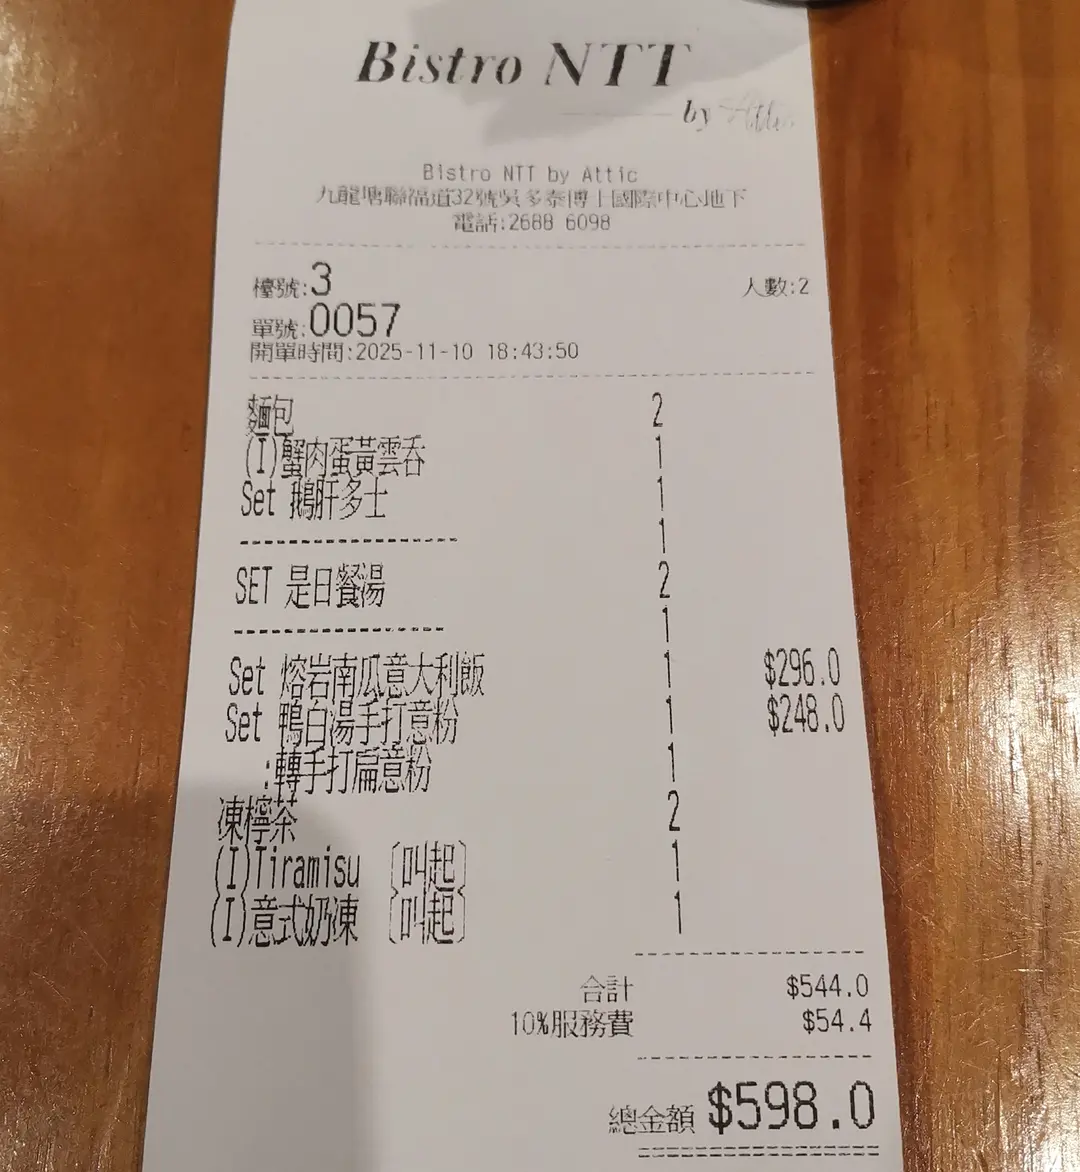 Bistro NTT
by Attic
Bistro NTT by Attic
九龍塘聯福道32號吳多泰博士國際中心地下
電話:2688 6098
檯號:3 人數:2
單號:0057
開單時間:2025-11-10 18:43:50
麵包 2
(I)蟹肉蛋黃雲吞 1
Set 鵝肝多士 1
------------------ 1
SET 是日餐湯 2
------------------ 1
Set 熔岩南瓜意大利飯 1 $296.0
Set 鴨白湯手打意粉 1 $248.0
:轉手打扁意粉 1
凍檸茶 2
(I)Tiramisu [叫起] 1
(I)意式奶凍 [叫起] 1
合計 $544.0
10%服務費 $54.4
總金額 $598.0